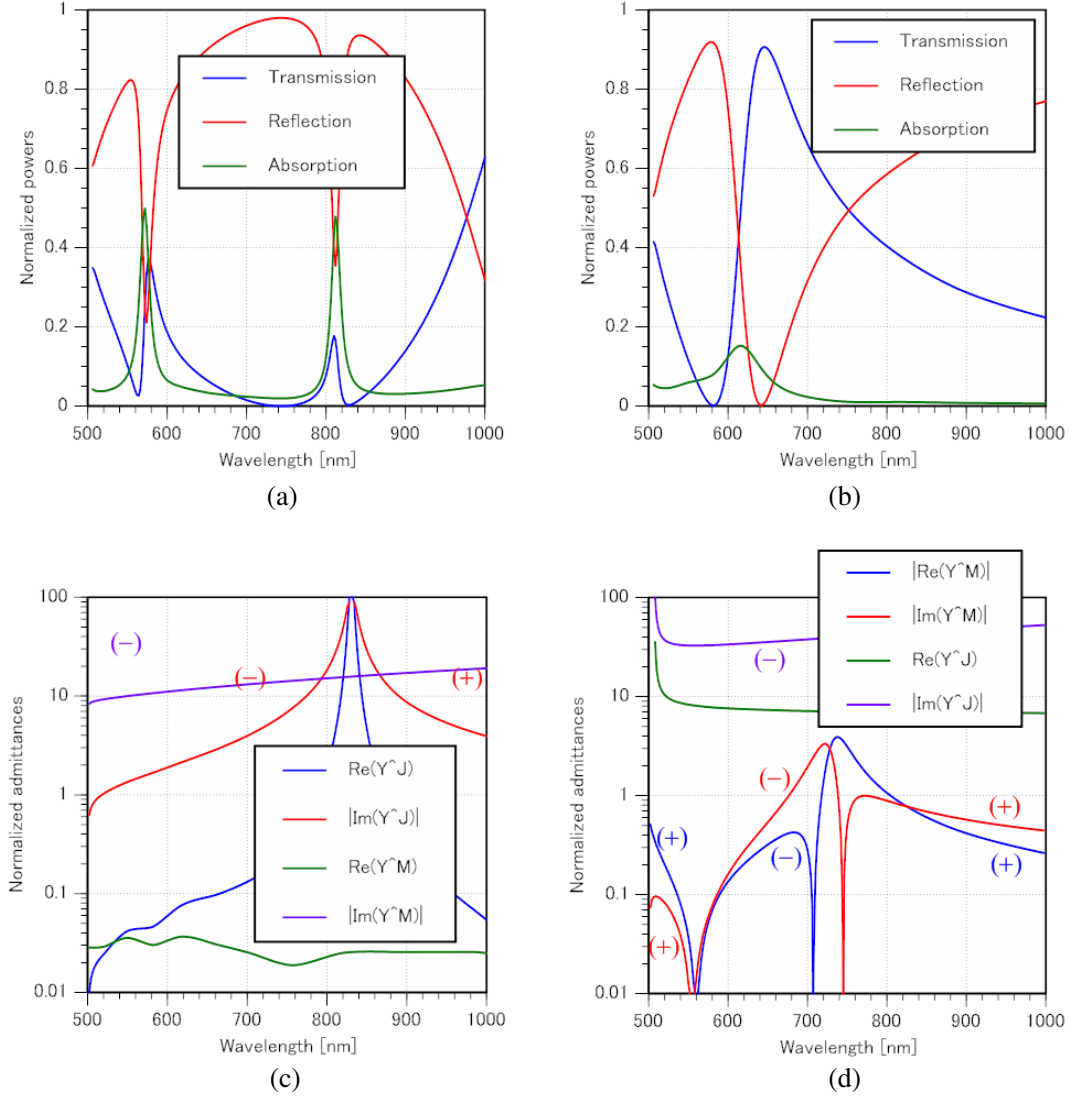 1
0.8
0.6
0.4
0.2
0
Normalized powers
Transmission
Reflection
Absorption
500 600 700 800 900 1000
Wavelength [nm]
(a)
1
0.8
0.6
0.4
0.2
0
Normalized powers
Transmission
Reflection
Absorption
500 600 700 800 900 1000
Wavelength [nm]
(b)
100
10
1
0.1
0.01
Normalized admittances
(−)
(−)
(+)
Re(Y^J)
|Im(Y^J)|
Re(Y^M)
|Im(Y^M)|
500 600 700 800 900 1000
Wavelength [nm]
(c)
|Re(Y^M)|
|Im(Y^M)|
Re(Y^J)
|Im(Y^J)|
100
10
1
0.1
0.01
Normalized admittances
(−)
(−)
(+)
(+)
(−)
(+)
(+)
500 600 700 800 900 1000
Wavelength [nm]
(d)